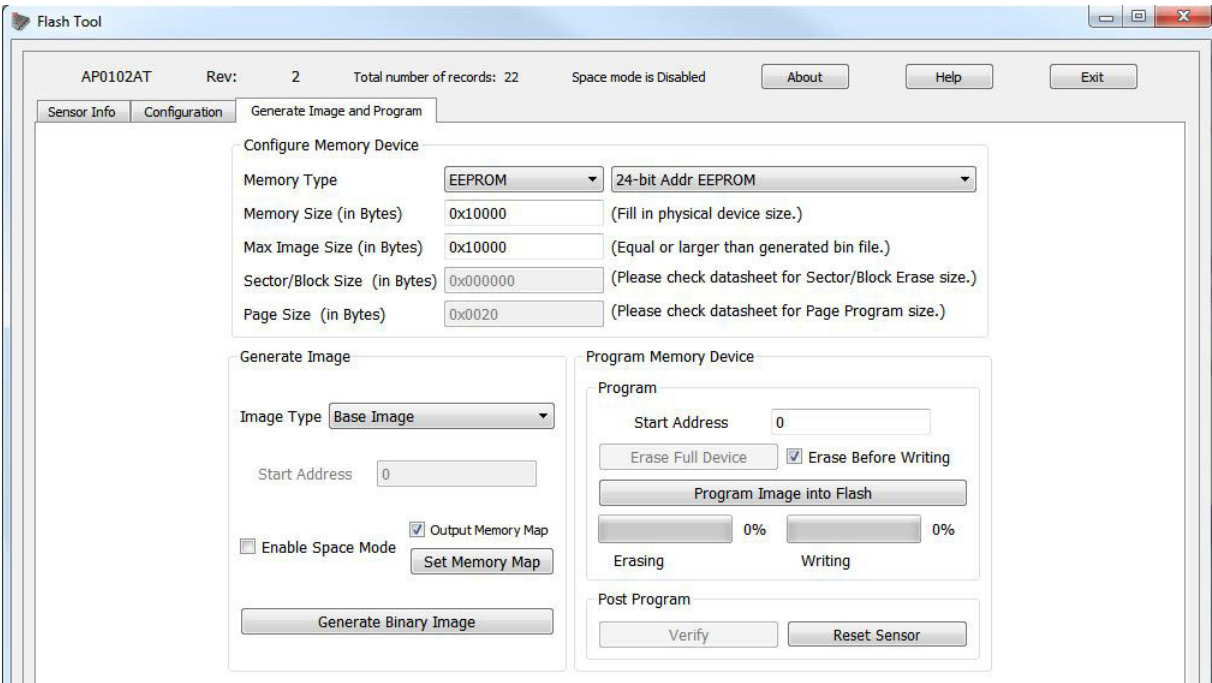 Flash Tool
AP0102AT Rev: 2 Total number of records: 22 Space mode is Disabled About Help Exit
Sensor Info Configuration Generate Image and Program
Configure Memory Device
Memory Type EEPROM 24-bit Addr EEPROM
Memory Size (in Bytes) 0x10000 (Fill in physical device size.)
Max Image Size (in Bytes) 0x10000 (Equal or larger than generated bin file.)
Sector/Block Size (in Bytes) 0x000000 (Please check datasheet for Sector/Block Erase size.)
Page Size (in Bytes) 0x0020 (Please check datasheet for Page Program size.)
Generate Image
Image Type Base Image
Start Address 0
Output Memory Map
Enable Space Mode
Set Memory Map
Generate Binary Image
Program Memory Device
Program
Start Address 0
Erase Full Device Erase Before Writing
Program Image into Flash
0% 0%
Erasing Writing
Post Program
Verify Reset Sensor